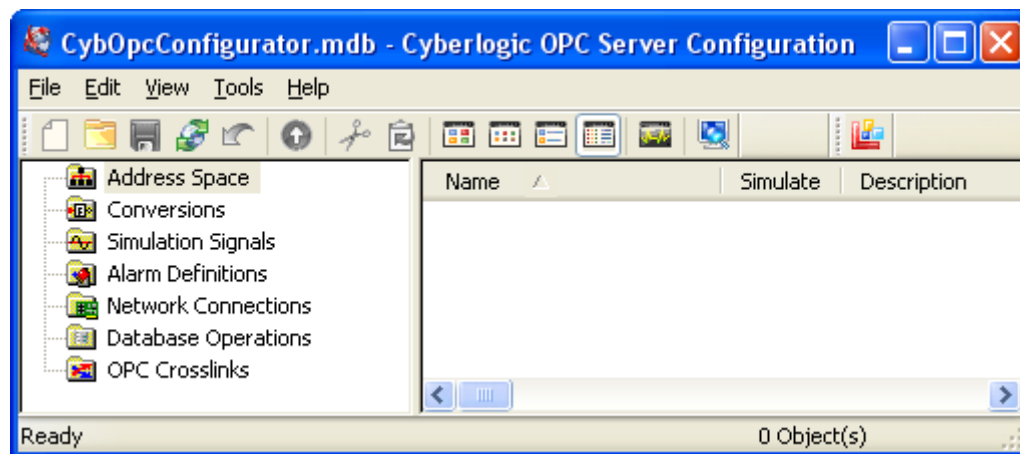 CybOpcConfigurator.mdb - Cyberlogic OPC Server Configuration
File Edit View Tools Help
Address Space
Conversions
Simulation Signals
Alarm Definitions
Network Connections
Database Operations
OPC Crosslinks
Name Simulate Description
Ready 0 Object(s)